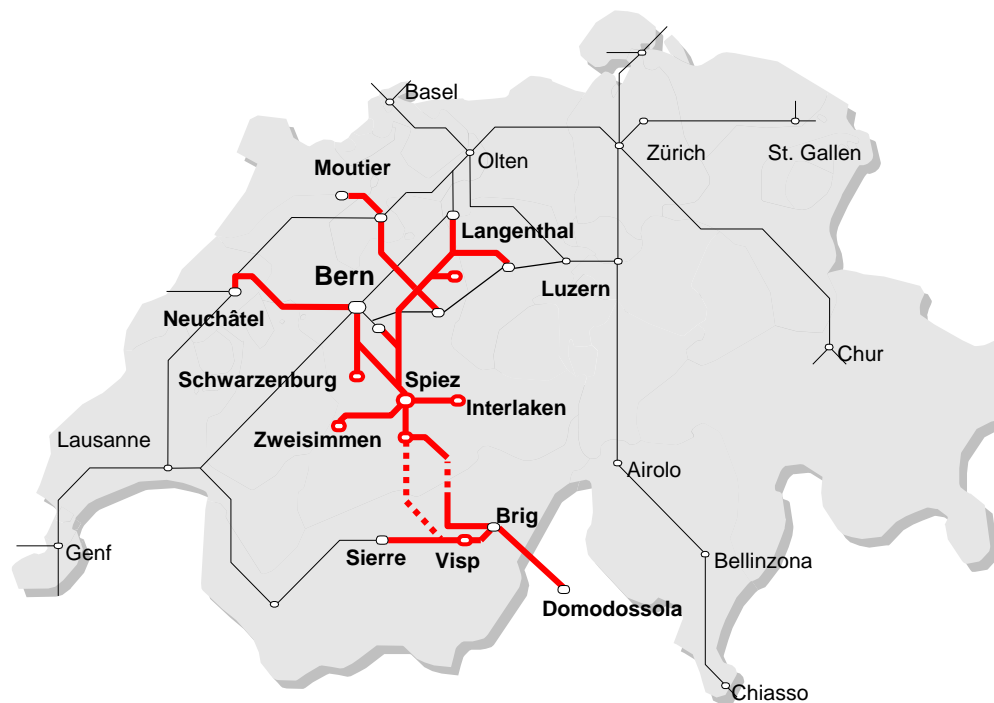 Basel
Olten
Zürich
St. Gallen
Moutier
Langenthal
Bern
Luzern
Neuchâtel
Chur
Schwarzenburg
Spiez
Interlaken
Zweisimmen
Lausanne
Airolo
Brig
Genf
Sierre
Visp
Bellinzona
Domodossola
Chiasso